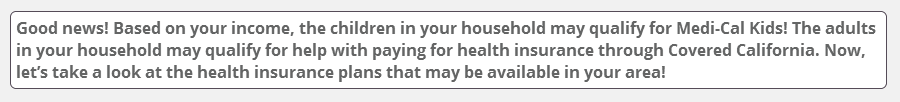 Good news! Based on your income, the children in your household may qualify for Medi-Cal Kids! The adults
in your household may qualify for help with paying for health insurance through Covered California. Now,
let’s take a look at the health insurance plans that may be available in your area!